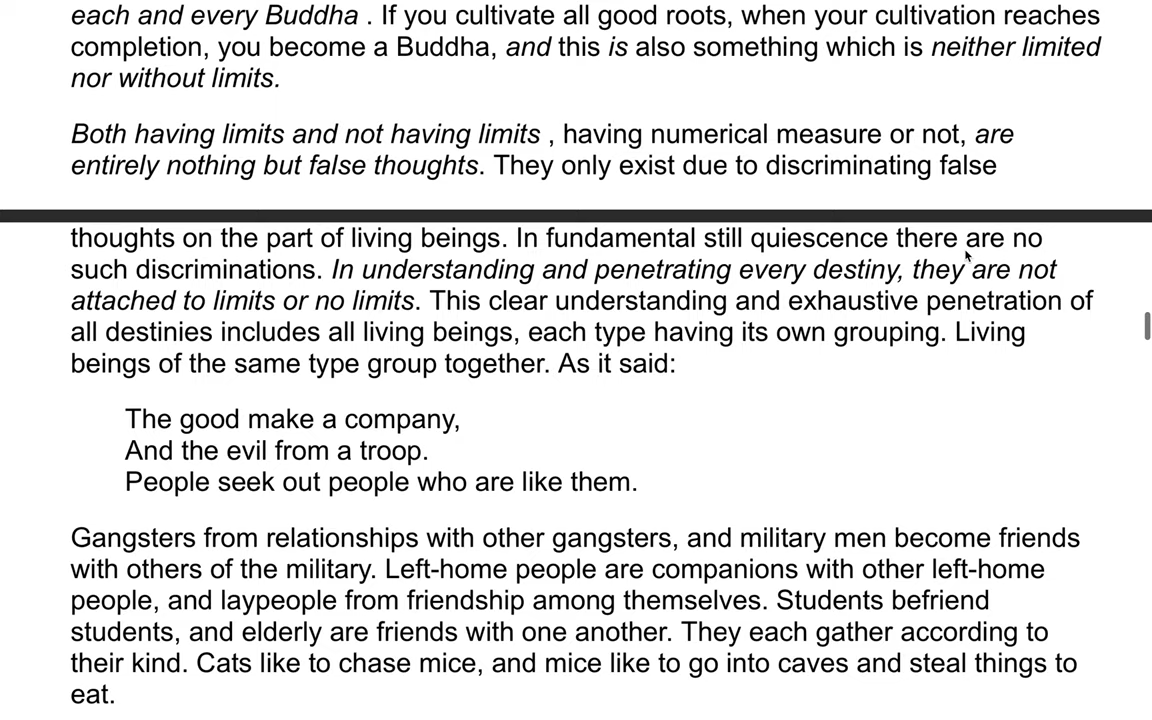 each and every Buddha . If you cultivate all good roots, when your cultivation reaches
completion, you become a Buddha, and this is also something which is neither limited
nor without limits.
Both having limits and not having limits , having numerical measure or not, are
entirely nothing but false thoughts. They only exist due to discriminating false
thoughts on the part of living beings. In fundamental still quiescence there are no
such discriminations. In understanding and penetrating every destiny, they are not
attached to limits or no limits. This clear understanding and exhaustive penetration of
all destinies includes all living beings, each type having its own grouping. Living
beings of the same type group together. As it said:
The good make a company,
And the evil from a troop.
People seek out people who are like them.
Gangsters from relationships with other gangsters, and military men become friends
with others of the military. Left-home people are companions with other left-home
people, and laypeople from friendship among themselves. Students befriend
students, and elderly are friends with one another. They each gather according to
their kind. Cats like to chase mice, and mice like to go into caves and steal things to
eat.